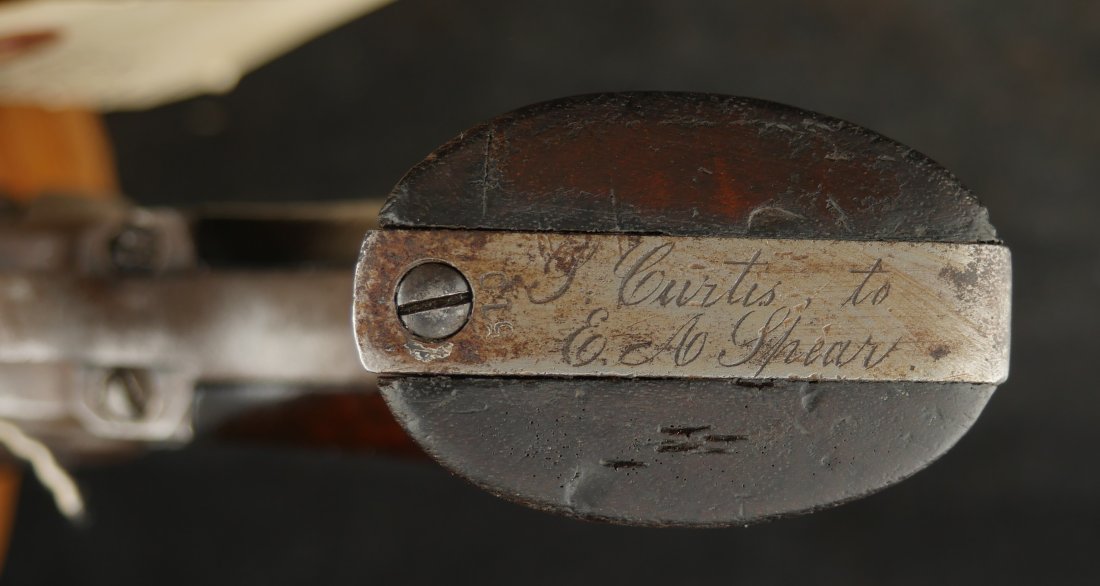 J. Curtis, to
E. A Spear.